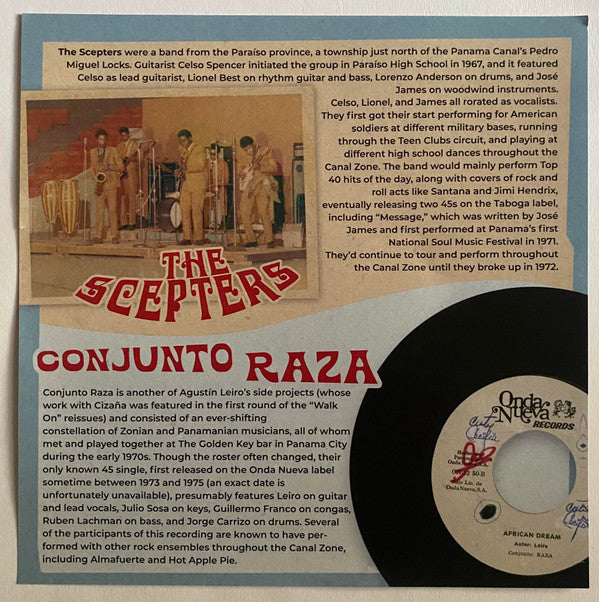 The Scepters were a band from the Paraíso province, a township just north of the Panama Canal's Pedro
Miguel Locks. Guitarist Celso Spencer initiated the group in Paraíso High School in 1967, and it featured
Celso as lead guitarist, Lionel Best on rhythm guitar and bass, Lorenzo Anderson on drums, and José
James on woodwind instruments.
Celso, Lionel, and James all rorated as vocalists.
They first got their start performing for American
soldiers at different military bases, running
through the Teen Clubs circuit, and playing at
different high school dances throughout the
Canal Zone. The band would mainly perform Top
40 hits of the day, along with covers of rock and
roll acts like Santana and Jimi Hendrix,
eventually releasing two 45s on the Taboga label,
including "Message," which was written by José
James and first performed at Panama's first
National Soul Music Festival in 1971.
They'd continue to tour and perform throughout
the Canal Zone until they broke up in 1972.
THE
SCEPTERS
CONJUNTO RAZA
Conjunto Raza is another of Agustín Leiro's side projects (whose
work with Cizaña was featured in the first round of the "Walk
On" reissues) and consisted of an ever-shifting
constellation of Zonian and Panamanian musicians, all of whom
met and played together at The Golden Key bar in Panama City
during the early 1970s. Though the roster often changed, their
only known 45 single, first released on the Onda Nueva label
sometime between 1973 and 1975 (an exact date is
unfortunately unavailable), presumably features Leiro on guitar
and lead vocals, Julio Sosa on keys, Guillermo Franco on congas,
Ruben Lachman on bass, and Jorge Carrizo on drums. Several
of the participants of this recording are known to have per-
formed with other rock ensembles throughout the Canal Zone,
including Almafuerte and Hot Apple Pie.
Onda
Nueva
RECORDS
50-B
Lic. de
Onda Nueva, S.A.
AFRICAN DREAM
Autor: Leiro
Conjunto: RAZA